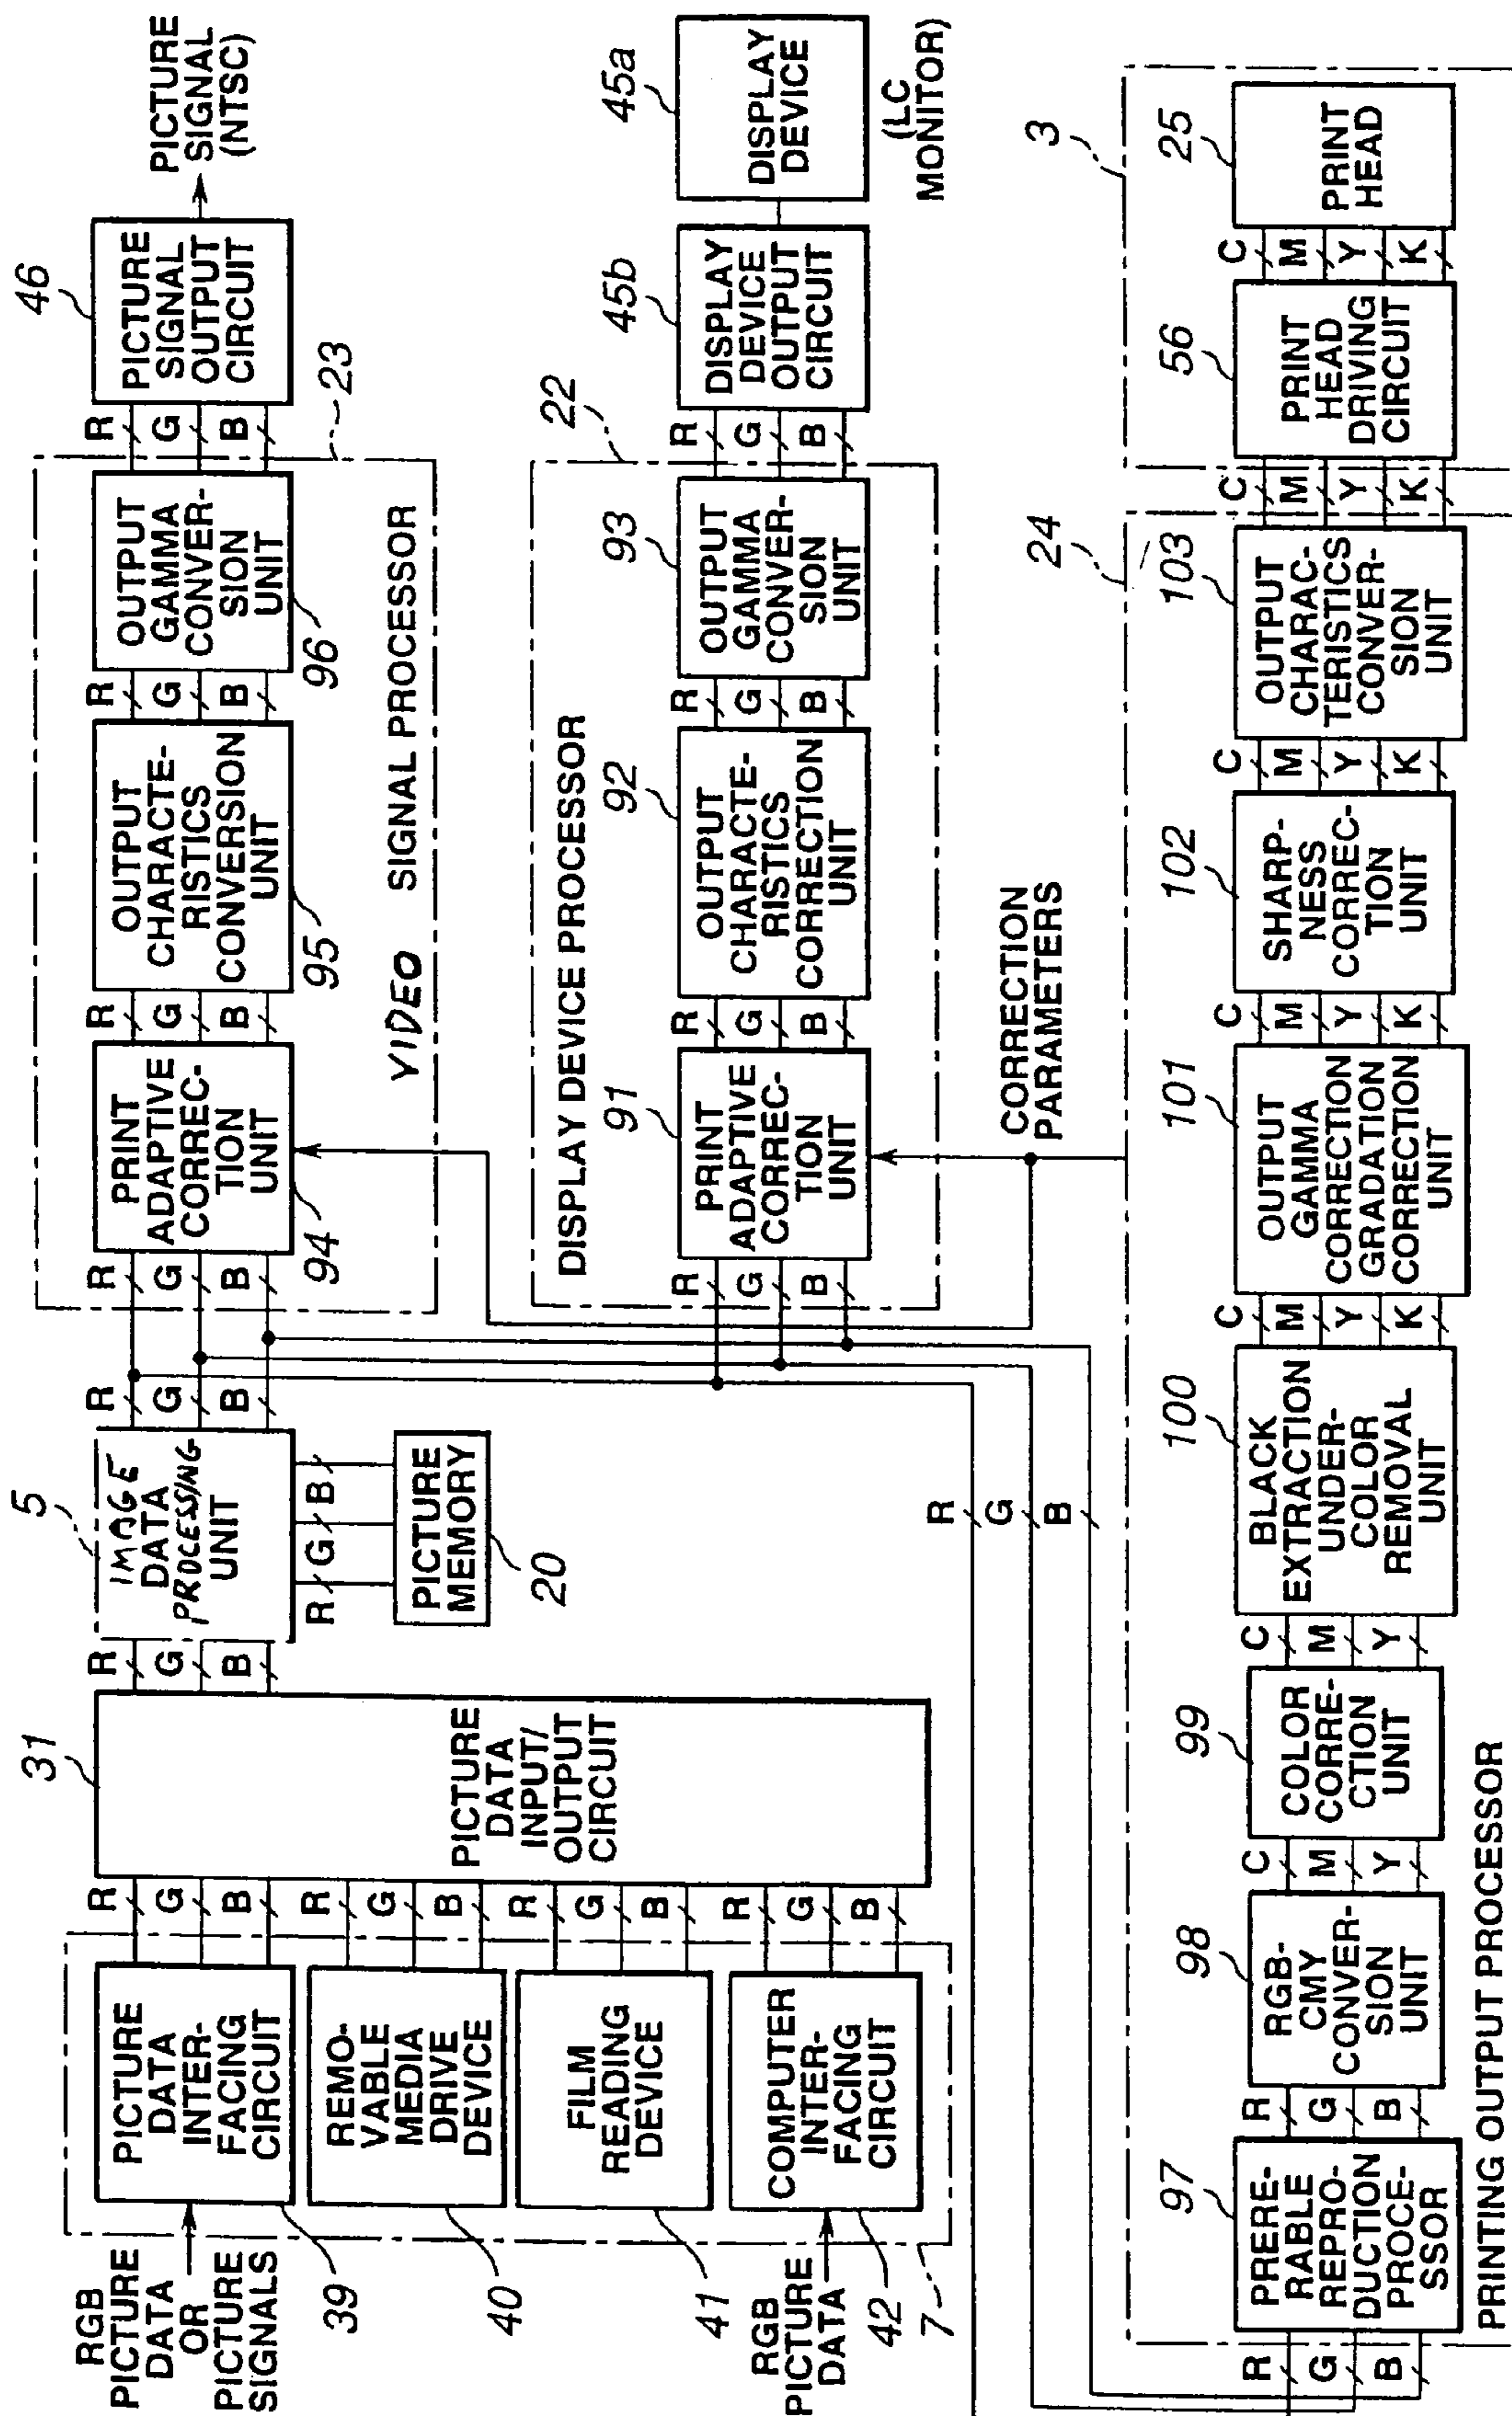 RGB
PICTURE
DATA
OR
PICTURE
SIGNALS
39
PICTURE
DATA
INTER-
FACING
CIRCUIT
R
G
B
40
REMO-
VABLE
MEDIA
DRIVE
DEVICE
R
G
B
41
FILM
READING
DEVICE
R
G
B
RGB
PICTURE
DATA
42
COMPUTER
INTER-
FACING
CIRCUIT
R
G
B
7
31
PICTURE
DATA
INPUT/
OUTPUT
CIRCUIT
R
G
B
5
IMAGE
DATA
PROCESSING
UNIT
R
G
B
PICTURE
MEMORY
20
R
G
B
R
G
B
PRINT
ADAPTIVE
CORREC-
TION
UNIT
94
R
G
B
OUTPUT
CHARACTE-
RISTICS
CONVERSION
UNIT
95
R
G
B
OUTPUT
GAMMA
CONVER-
SION
UNIT
96
VIDEO SIGNAL PROCESSOR
23
R
G
B
46
PICTURE
SIGNAL
OUTPUT
CIRCUIT
PICTURE
SIGNAL
(NTSC)
DISPLAY DEVICE PROCESSOR
22
R
G
B
91
PRINT
ADAPTIVE
CORREC-
TION
UNIT
R
G
B
92
OUTPUT
CHARACTE-
RISTICS
CORRECTION
UNIT
R
G
B
93
OUTPUT
GAMMA
CONVER-
SION
UNIT
R
G
B
45b
DISPLAY
DEVICE
OUTPUT
CIRCUIT
45a
DISPLAY
DEVICE
(LC
MONITOR)
CORRECTION
PARAMETERS
R
G
B
R
G
B
97
PRERE-
RABLE
REPRO-
DUCTION
PROCE-
SSOR
R
G
B
98
RGB-
CMY
CONVER-
SION
UNIT
C
M
Y
99
COLOR
CORRE-
CTION
UNIT
C
M
Y
100
BLACK
EXTRACTION
UNDER-
COLOR
REMOVAL
UNIT
C
M
Y
K
101
OUTPUT
GAMMA
CORRECTION
GRADATION
CORRECTION
UNIT
C
M
Y
K
102
SHARP-
NESS
CORREC-
TION
UNIT
C
M
Y
K
103
OUTPUT
CHARAC-
TERISTICS
CONVER-
SION
UNIT
24
C
M
Y
K
56
PRINT
HEAD
DRIVING
CIRCUIT
C
M
Y
K
25
PRINT
HEAD
3
PRINTING OUTPUT PROCESSOR